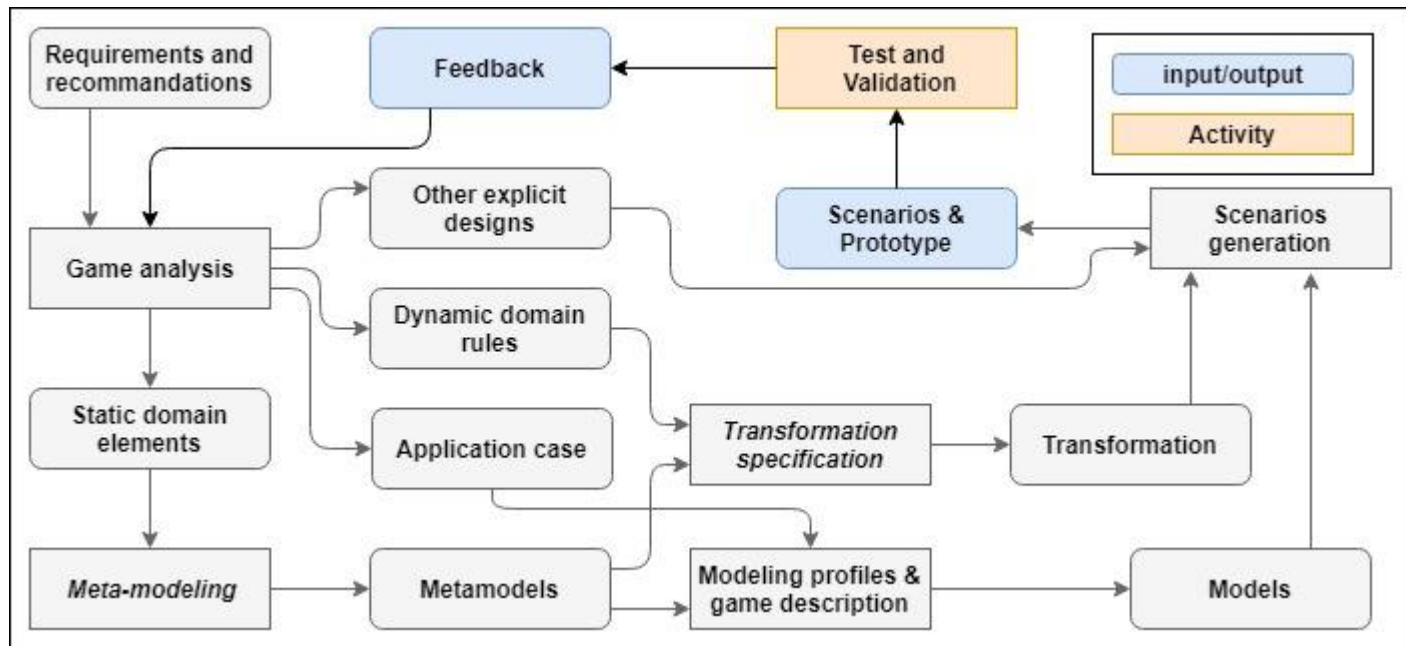 Requirements and
recommandations
Feedback
Test and
Validation
input/output
Activity
Other explicit
designs
Scenarios &
Prototype
Scenarios
generation
Game analysis
Dynamic domain
rules
Static domain
elements
Application case
Transformation
specification
Transformation
Meta-modeling
Metamodels
Modeling profiles &
game description
Models